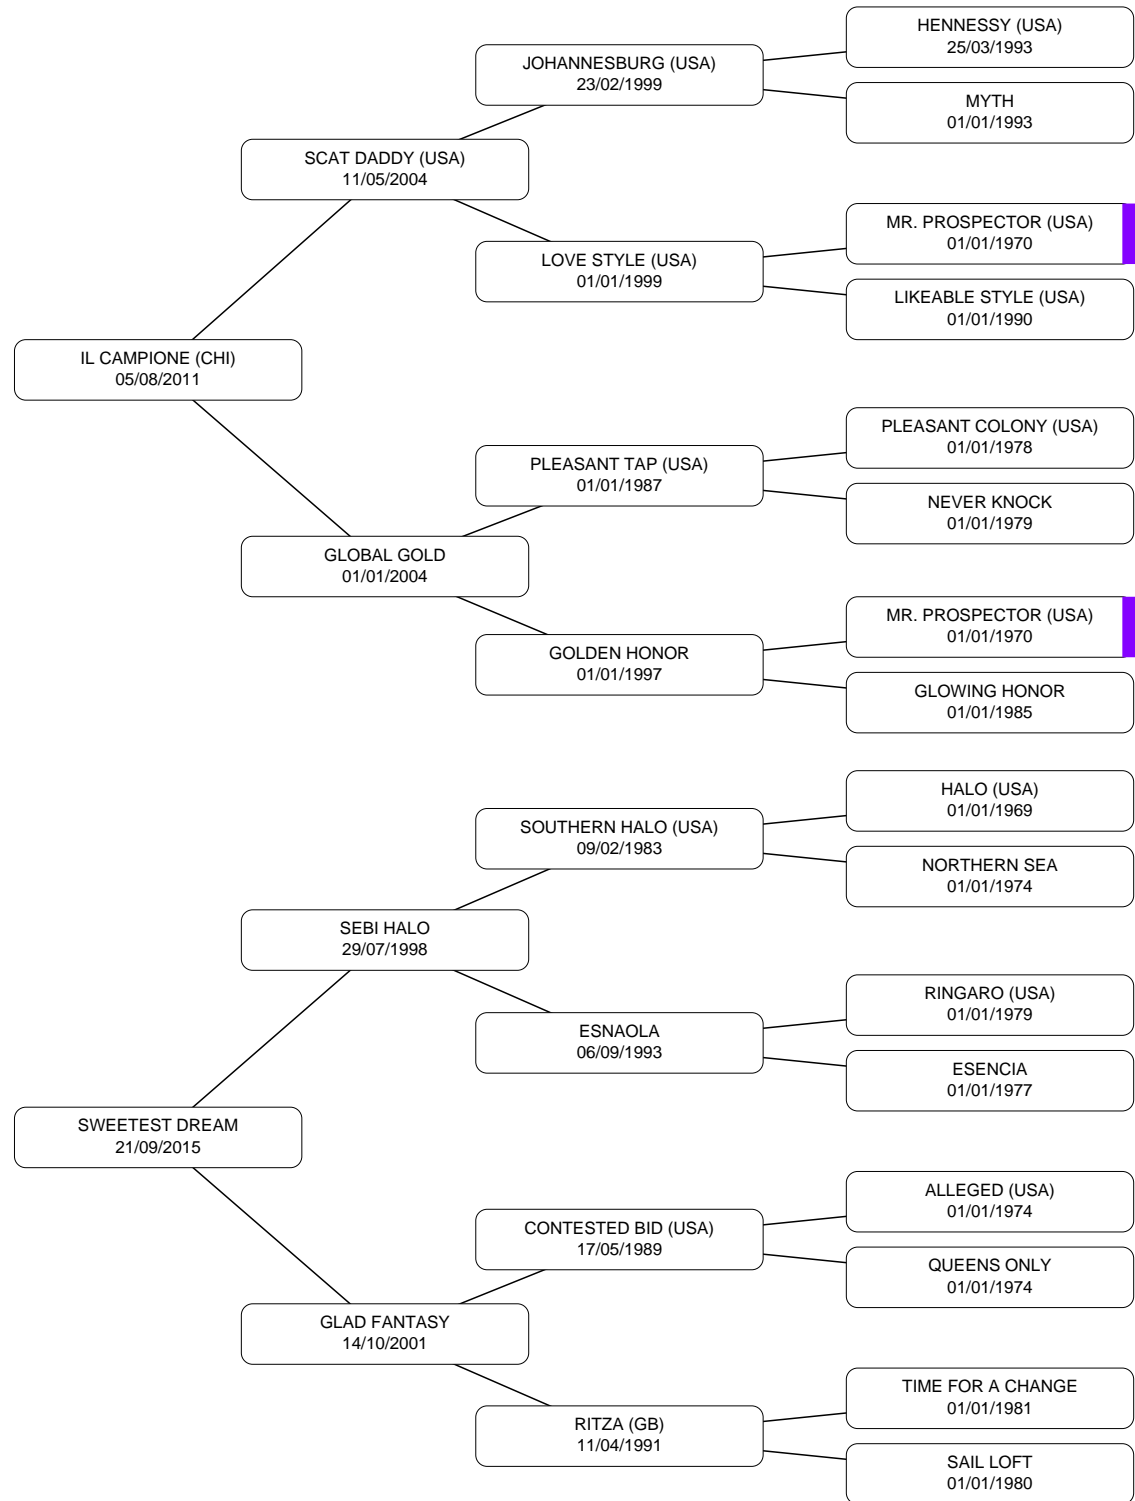 HENNESSY (USA)
25/03/1993
JOHANNESBURG (USA)
23/02/1999
MYTH
01/01/1993
SCAT DADDY (USA)
11/05/2004
MR. PROSPECTOR (USA)
01/01/1970
LOVE STYLE (USA)
01/01/1999
LIKEABLE STYLE (USA)
01/01/1990
IL CAMPIONE (CHI)
05/08/2011
PLEASANT COLONY (USA)
01/01/1978
PLEASANT TAP (USA)
01/01/1987
NEVER KNOCK
01/01/1979
GLOBAL GOLD
01/01/2004
MR. PROSPECTOR (USA)
01/01/1970
GOLDEN HONOR
01/01/1997
GLOWING HONOR
01/01/1985
HALO (USA)
01/01/1969
SOUTHERN HALO (USA)
09/02/1983
NORTHERN SEA
01/01/1974
SEBI HALO
29/07/1998
RINGARO (USA)
01/01/1979
ESNAOLA
06/09/1993
ESENCIA
01/01/1977
SWEETEST DREAM
21/09/2015
ALLEGED (USA)
01/01/1974
CONTESTED BID (USA)
17/05/1989
QUEENS ONLY
01/01/1974
GLAD FANTASY
14/10/2001
TIME FOR A CHANGE
01/01/1981
RITZA (GB)
11/04/1991
SAIL LOFT
01/01/1980